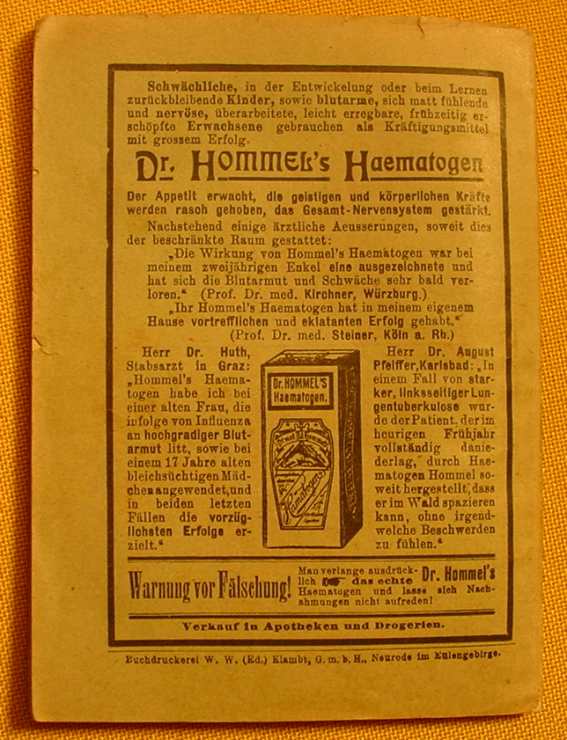 Schwächliche, in der Entwickelung oder beim Lernen
zurückbleibende Kinder, sowie blutarme, sich matt fühlende
und nervöse, überarbeitete, leicht erregbare, frühzeitig er-
schöpfte Erwachsene gebrauchen als Kräftigungsmittel
mit grossem Erfolg.
Dr. HOMMEL's Haematogen
Der Appetit erwacht, die geistigen und körperlichen Kräfte
werden rasch gehoben, das Gesamt-Nervensystem gestärkt.
Nachstehend einige ärztliche Aeusserungen, soweit dies
der beschränkte Raum gestattet:
„Die Wirkung von Hommel's Haematogen war bei
meinem zweijährigen Enkel eine ausgezeichnete und
hat sich die Blutarmut und Schwäche sehr bald ver-
loren.“ (Prof. Dr. med. Kirchner, Würzburg.)
„Ihr Hommel's Haematogen hat in meinem eigenem
Hause vortrefflichen und eklatanten Erfolg gehabt.“
(Prof. Dr. med. Steiner, Köln a. Rh.)
Herr Dr. Huth,
Stabsarzt in Graz:
„Hommel's Haema-
togen habe ich bei
einer alten Frau, die
infolge von Influenza
an hochgradiger Blut-
armut litt, sowie bei
einem 17 Jahre alten
bleichsüchtigen Mäd-
chen angewendet, und
in beiden letzten
Fällen die vorzüg-
lichsten Erfolge er-
zielt.“
Dr. HOMMEL'S
Haematogen.
Haematogen
Herr Dr. August
Pfeiffer, Karlsbad: „In
einem Fall von star-
ker, linksseitiger Lun-
gentuberkulose wur-
de der Patient, der im
heurigen Frühjahr
vollständig danie-
derlag,“ durch Hae-
matogen Hommel so-
weit hergestellt, dass
er im Wald spazieren
kann, ohne irgend-
welche Beschwerden
zu fühlen.“
Warnung vor Fälschung!
Man verlange ausdrück-
lich das echte Dr. Hommel's
Haematogen und lasse sich Nach-
ahmungen nicht aufreden!
Verkauf in Apotheken und Drogerien.
Buchdruckerei W. W. (Ed.) Klambt, G. m. b. H., Neurode im Eulengebirge.